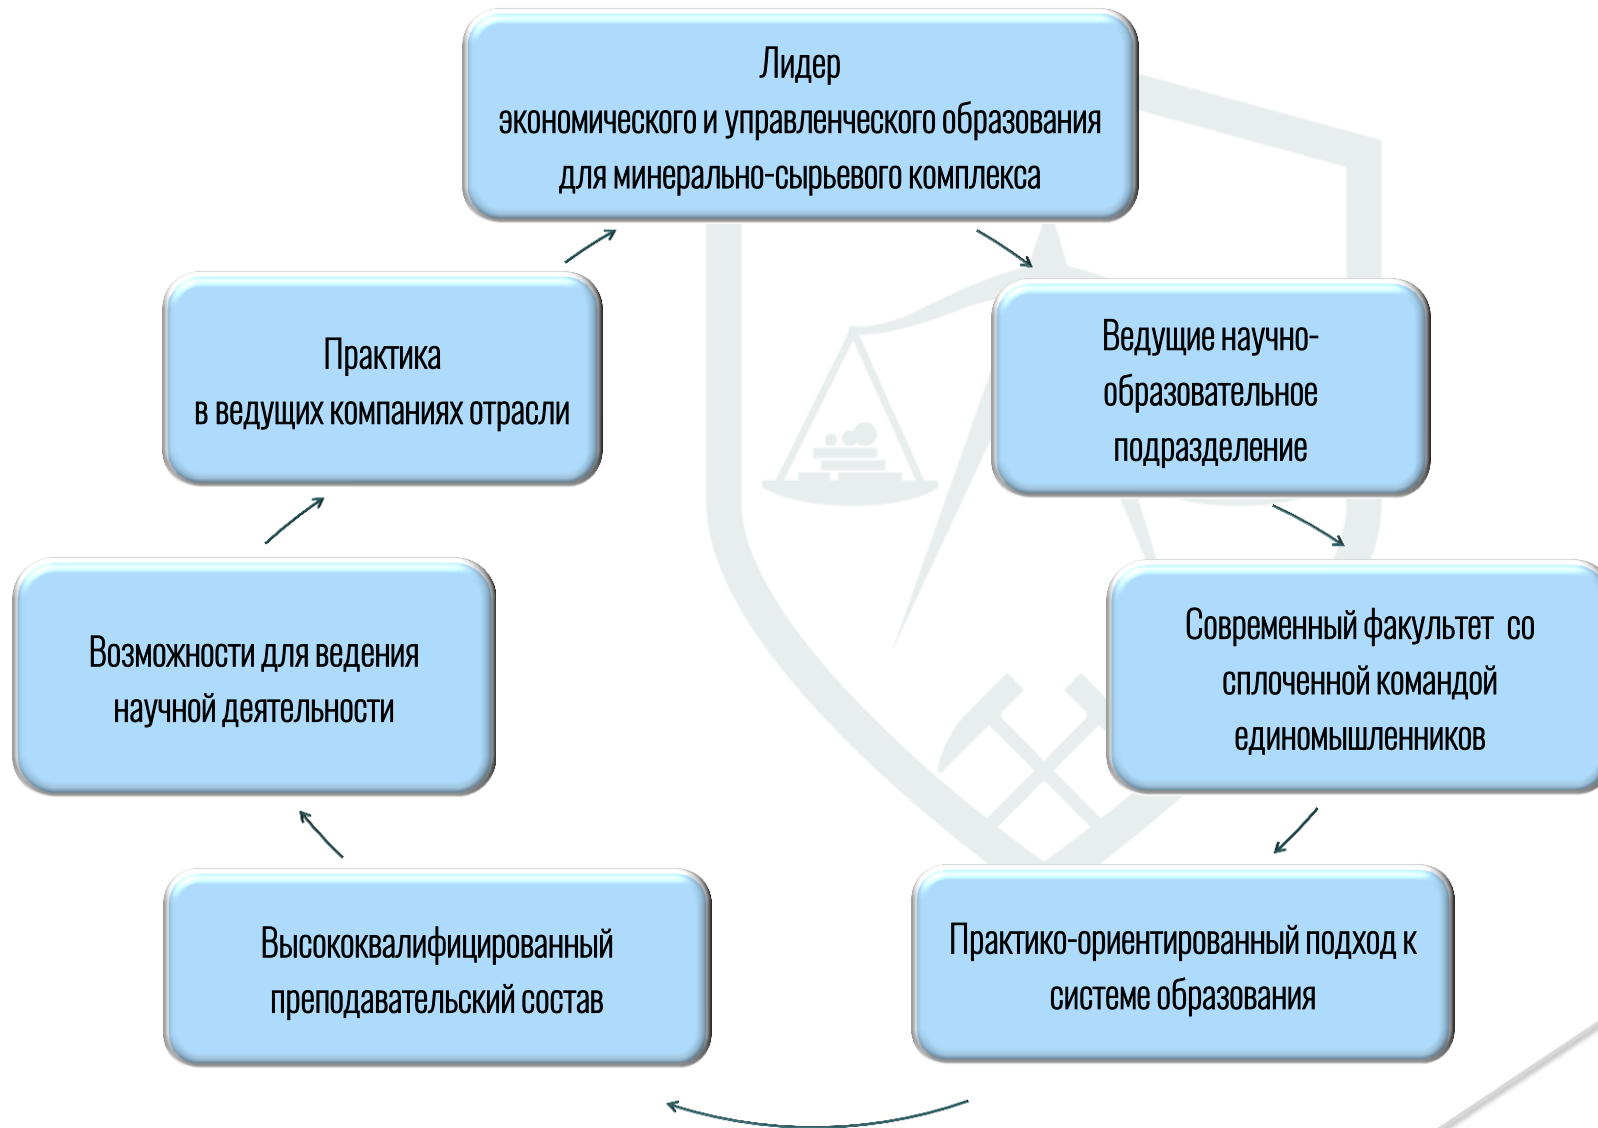 Лидер
экономического и управленческого образования
для минерально-сырьевого комплекса
Ведущие научно-
образовательное
подразделение
Современный факультет со
сплоченной командой
единомышленников
Практико-ориентированный подход к
системе образования
Высококвалифицированный
преподавательский состав
Возможности для ведения
научной деятельности
Практика
в ведущих компаниях отрасли